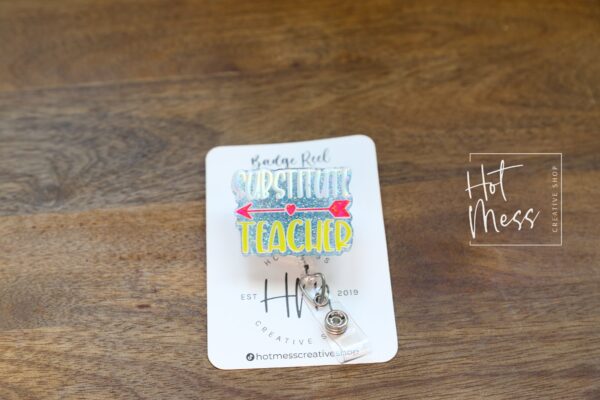 Badge Reel
SUBSTITUTE
TEACHER
EST
2019
CREATIVE
hotmesscreativeshop
Hot
Mess
CREATIVE SHOP